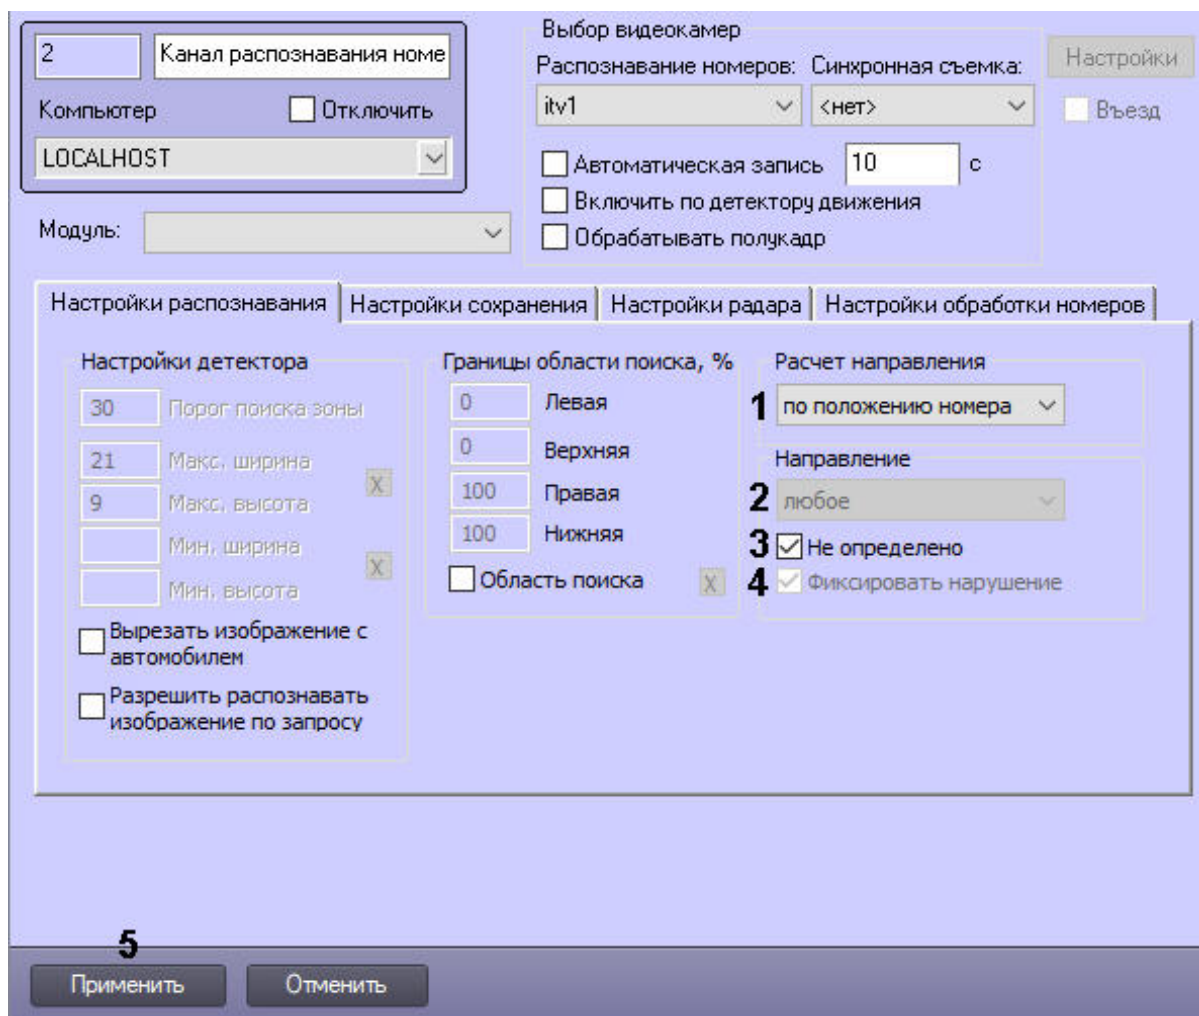 2
Канал распознавания номе
Компьютер
Отключить
LOCALHOST
Модуль:
Выбор видеокамер
Распознавание номеров:
Синхронная съемка:
itv1
<нет>
Автоматическая запись
10
с
Включить по детектору движения
Обрабатывать полукадр
Настройки
Въезд
Настройки распознавания
Настройки сохранения
Настройки радара
Настройки обработки номеров
Настройки детектора
30 Порог поиска зоны
21 Макс. ширина
9 Макс. высота
X
Мин. ширина
Мин. высота
X
Вырезать изображение с
автомобилем
Разрешить распознавать
изображение по запросу
Границы области поиска, %
0 Левая
0 Верхняя
100 Правая
100 Нижняя
Область поиска X
Расчет направления
1 по положению номера
Направление
2 любое
3 Не определено
4 Фиксировать нарушение
5
Применить
Отменить